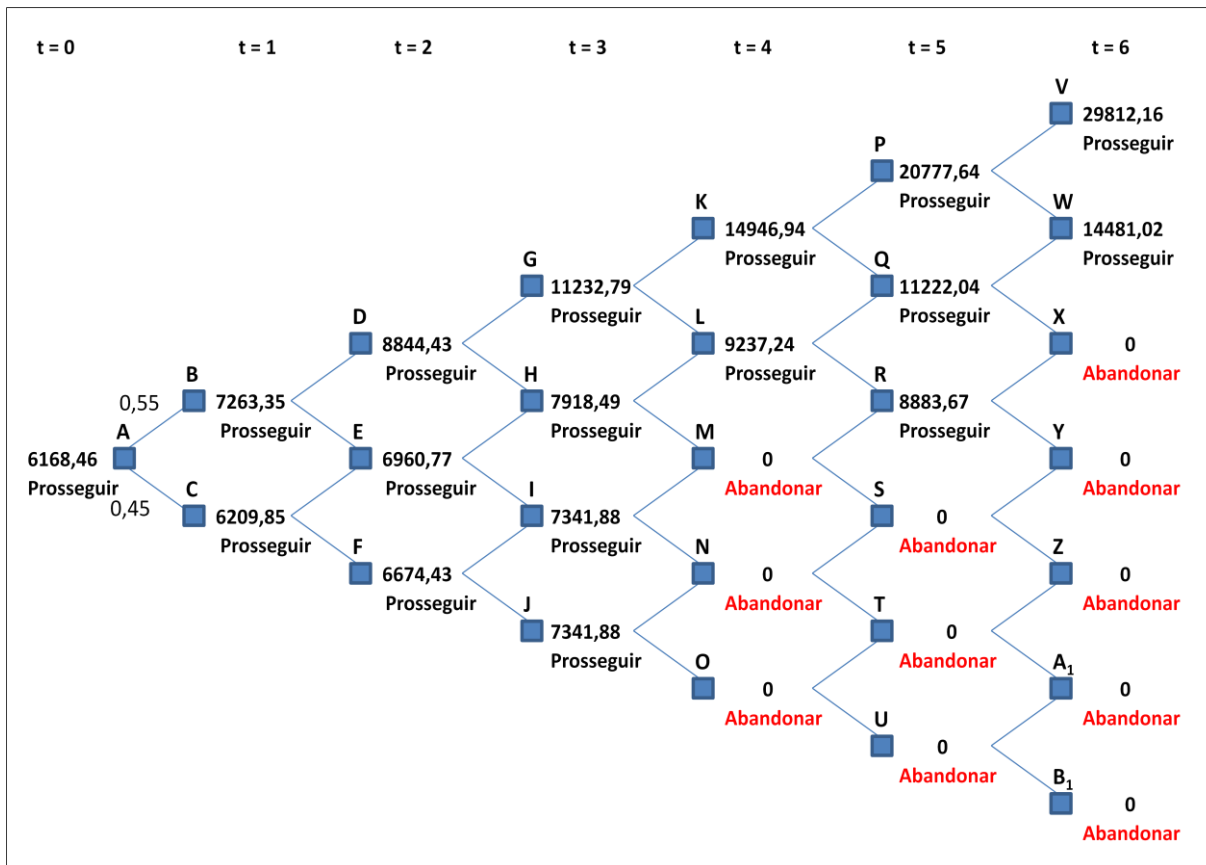 t = 0 t = 1 t = 2 t = 3 t = 4 t = 5 t = 6
V
29812,16
Prosseguir
P
20777,64
Prosseguir
K
14946,94
Prosseguir
W
14481,02
Prosseguir
G
11232,79
Prosseguir
Q
11222,04
Prosseguir
D
8844,43
Prosseguir
L
9237,24
Prosseguir
X
0
Abandonar
B
0,55
7263,35
Prosseguir
H
7918,49
Prosseguir
R
8883,67
Prosseguir
A
6168,46
Prosseguir
E
6960,77
Prosseguir
M
0
Abandonar
Y
0
Abandonar
C
0,45
6209,85
Prosseguir
I
7341,88
Prosseguir
S
0
Abandonar
F
6674,43
Prosseguir
N
0
Abandonar
Z
0
Abandonar
J
7341,88
Prosseguir
T
0
Abandonar
O
0
Abandonar
A1
0
Abandonar
U
0
Abandonar
B1
0
Abandonar